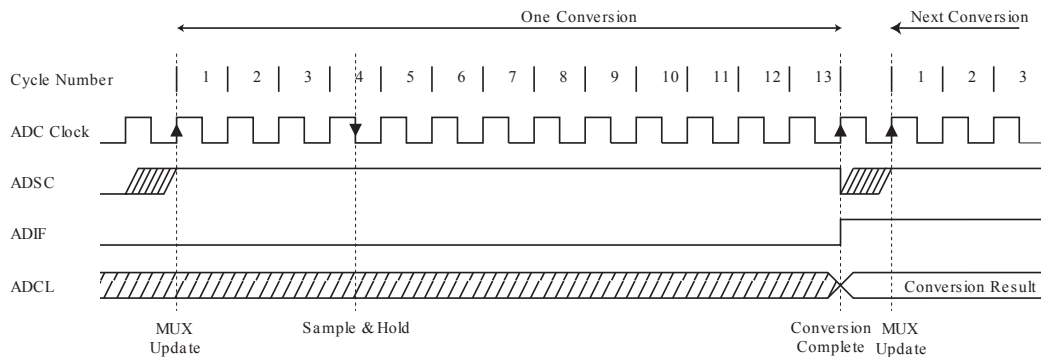 One Conversion
Next Conversion
Cycle Number 1 2 3 4 5 6 7 8 9 10 11 12 13 1 2 3
ADC Clock
ADSC
ADIF
ADCL
Conversion Result
MUX Update
Sample & Hold
Conversion Complete
MUX Update